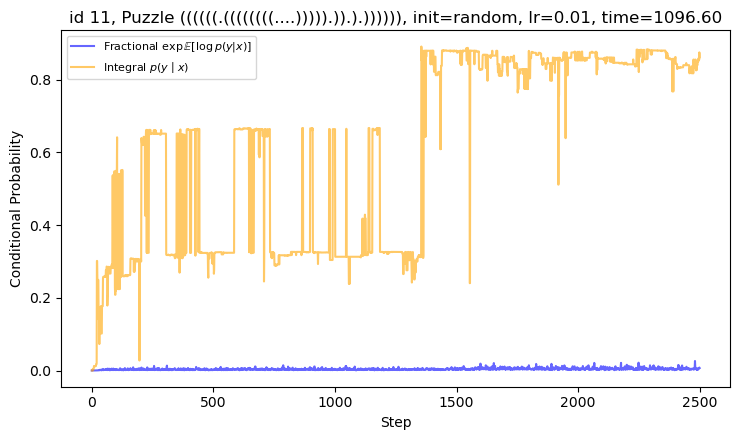 id 11, Puzzle ((((((.((((((((....))))).)).).)))))), init=random, lr=0.01, time=1096.60
Fractional exp 𝔼[log p(y|x)]
Integral p(y | x)
Conditional Probability
0.8
0.6
0.4
0.2
0.0
0 500 1000 1500 2000 2500
Step